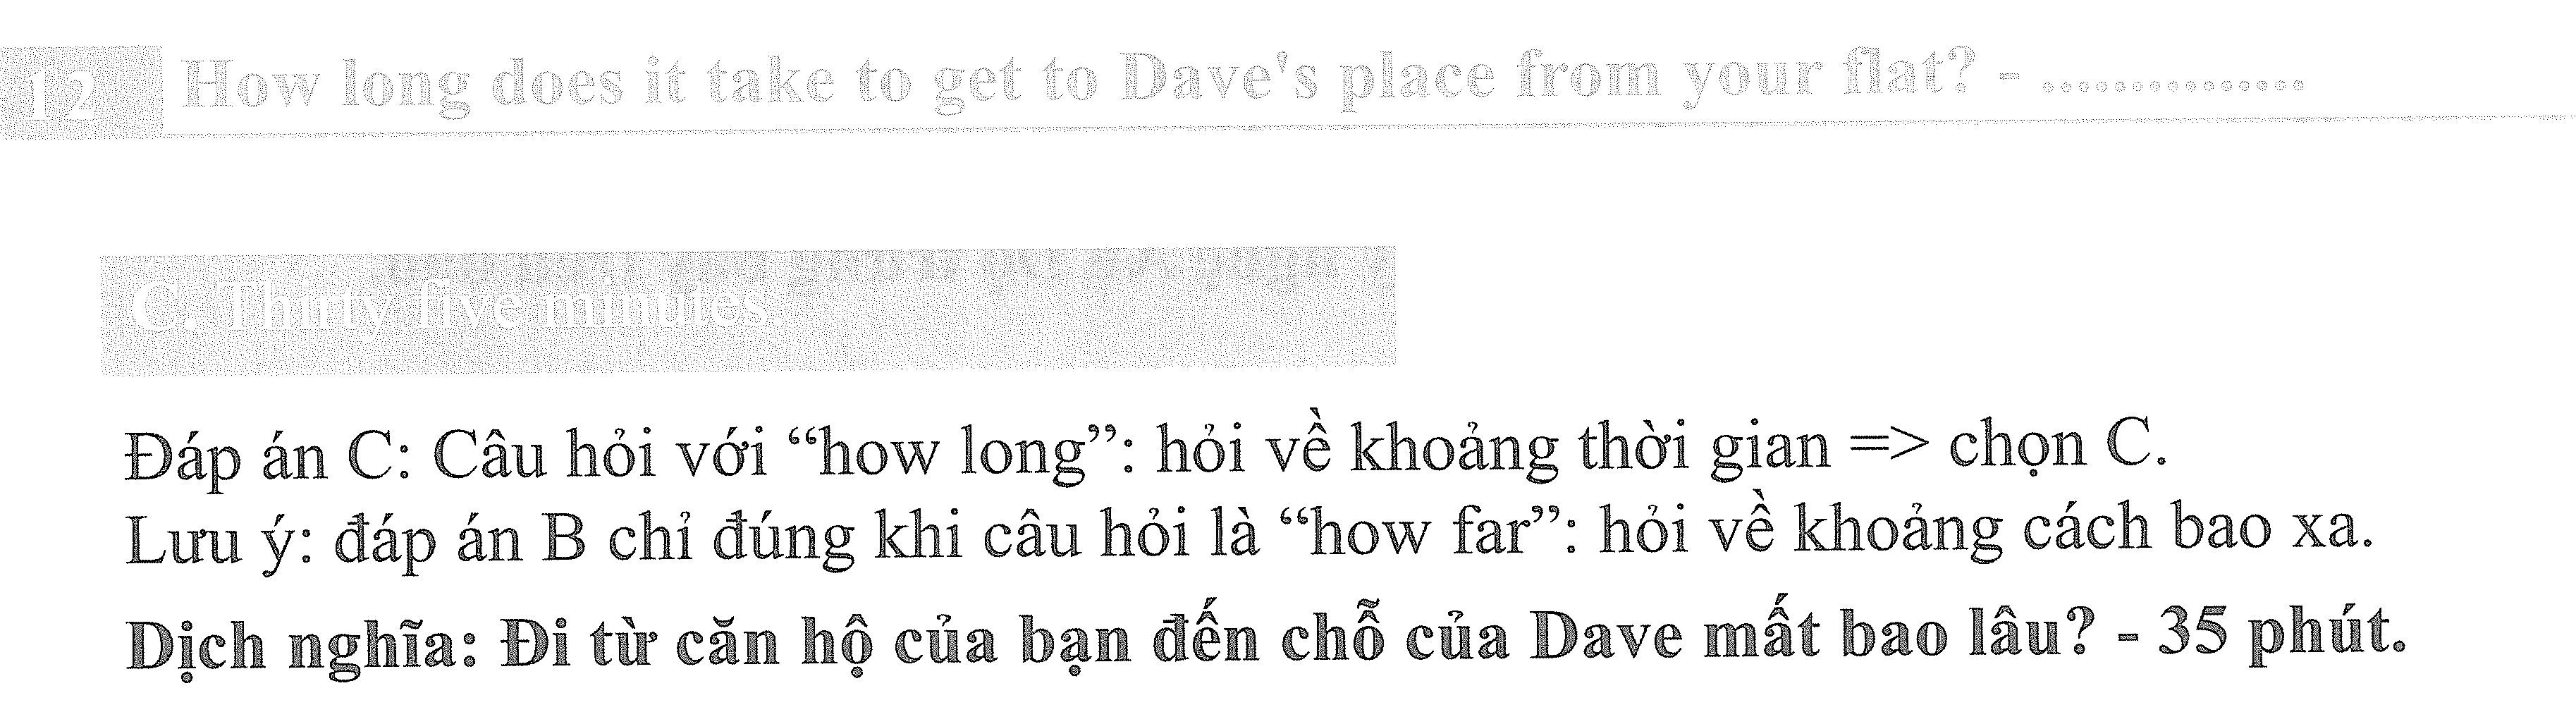 12 How long does it take to get to Dave's place from your flat? - ...............
C. Thirty five minutes.
Đáp án C: Câu hỏi với “how long”: hỏi về khoảng thời gian => chọn C.
Lưu ý: đáp án B chỉ đúng khi câu hỏi là “how far”: hỏi về khoảng cách bao xa.
Dịch nghĩa: Đi từ căn hộ của bạn đến chỗ của Dave mất bao lâu? - 35 phút.